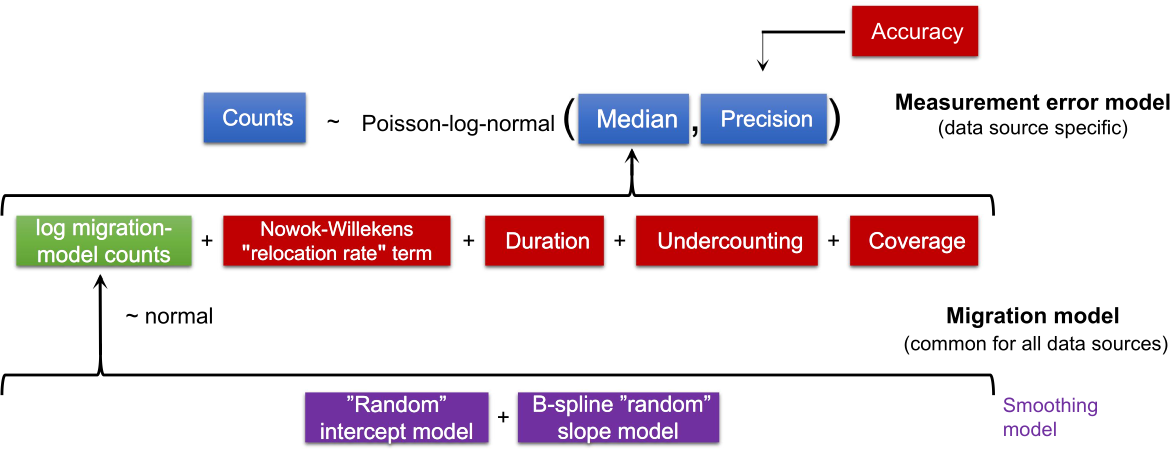 Accuracy
Counts ~ Poisson-log-normal ( Median , Precision )
Measurement error model
(data source specific)
log migration-
model counts
+
Nowok-Willekens
"relocation rate" term
+
Duration
+
Undercounting
+
Coverage
~ normal
Migration model
(common for all data sources)
”Random”
intercept model
+
B-spline ”random”
slope model
Smoothing
model